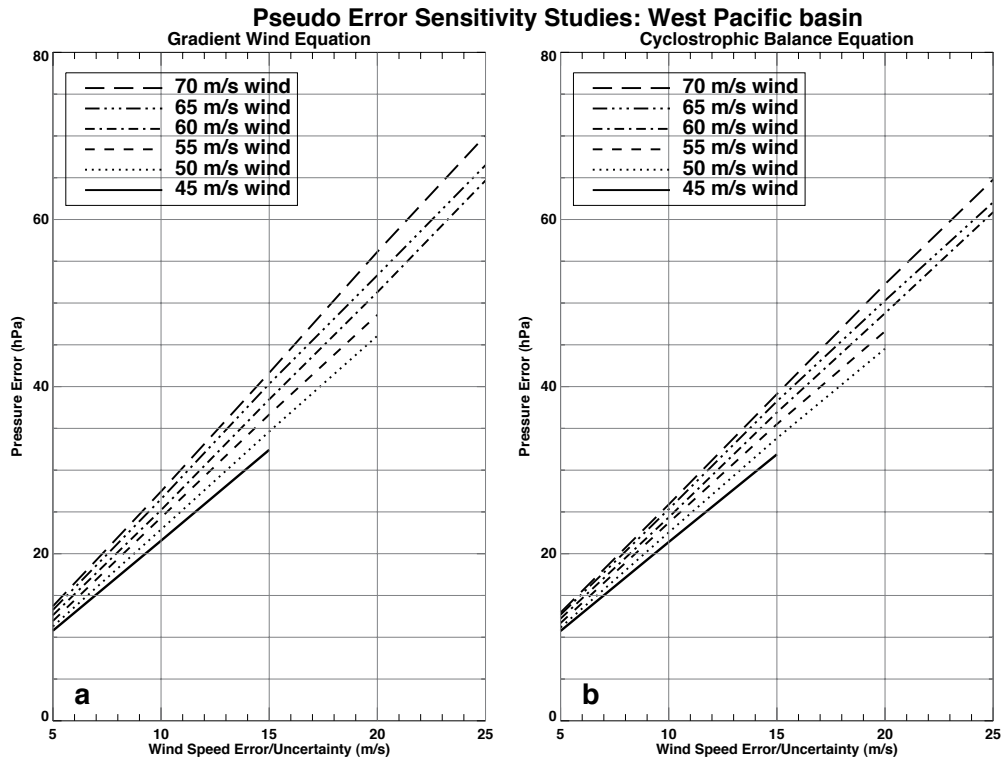 Pseudo Error Sensitivity Studies: West Pacific basin
Gradient Wind Equation
80
60
40
20
0
Pressure Error (hPa)
70 m/s wind
65 m/s wind
60 m/s wind
55 m/s wind
50 m/s wind
45 m/s wind
a
5 10 15 20 25
Wind Speed Error/Uncertainty (m/s)
Cyclostrophic Balance Equation
80
60
40
20
0
Pressure Error (hPa)
70 m/s wind
65 m/s wind
60 m/s wind
55 m/s wind
50 m/s wind
45 m/s wind
b
5 10 15 20 25
Wind Speed Error/Uncertainty (m/s)